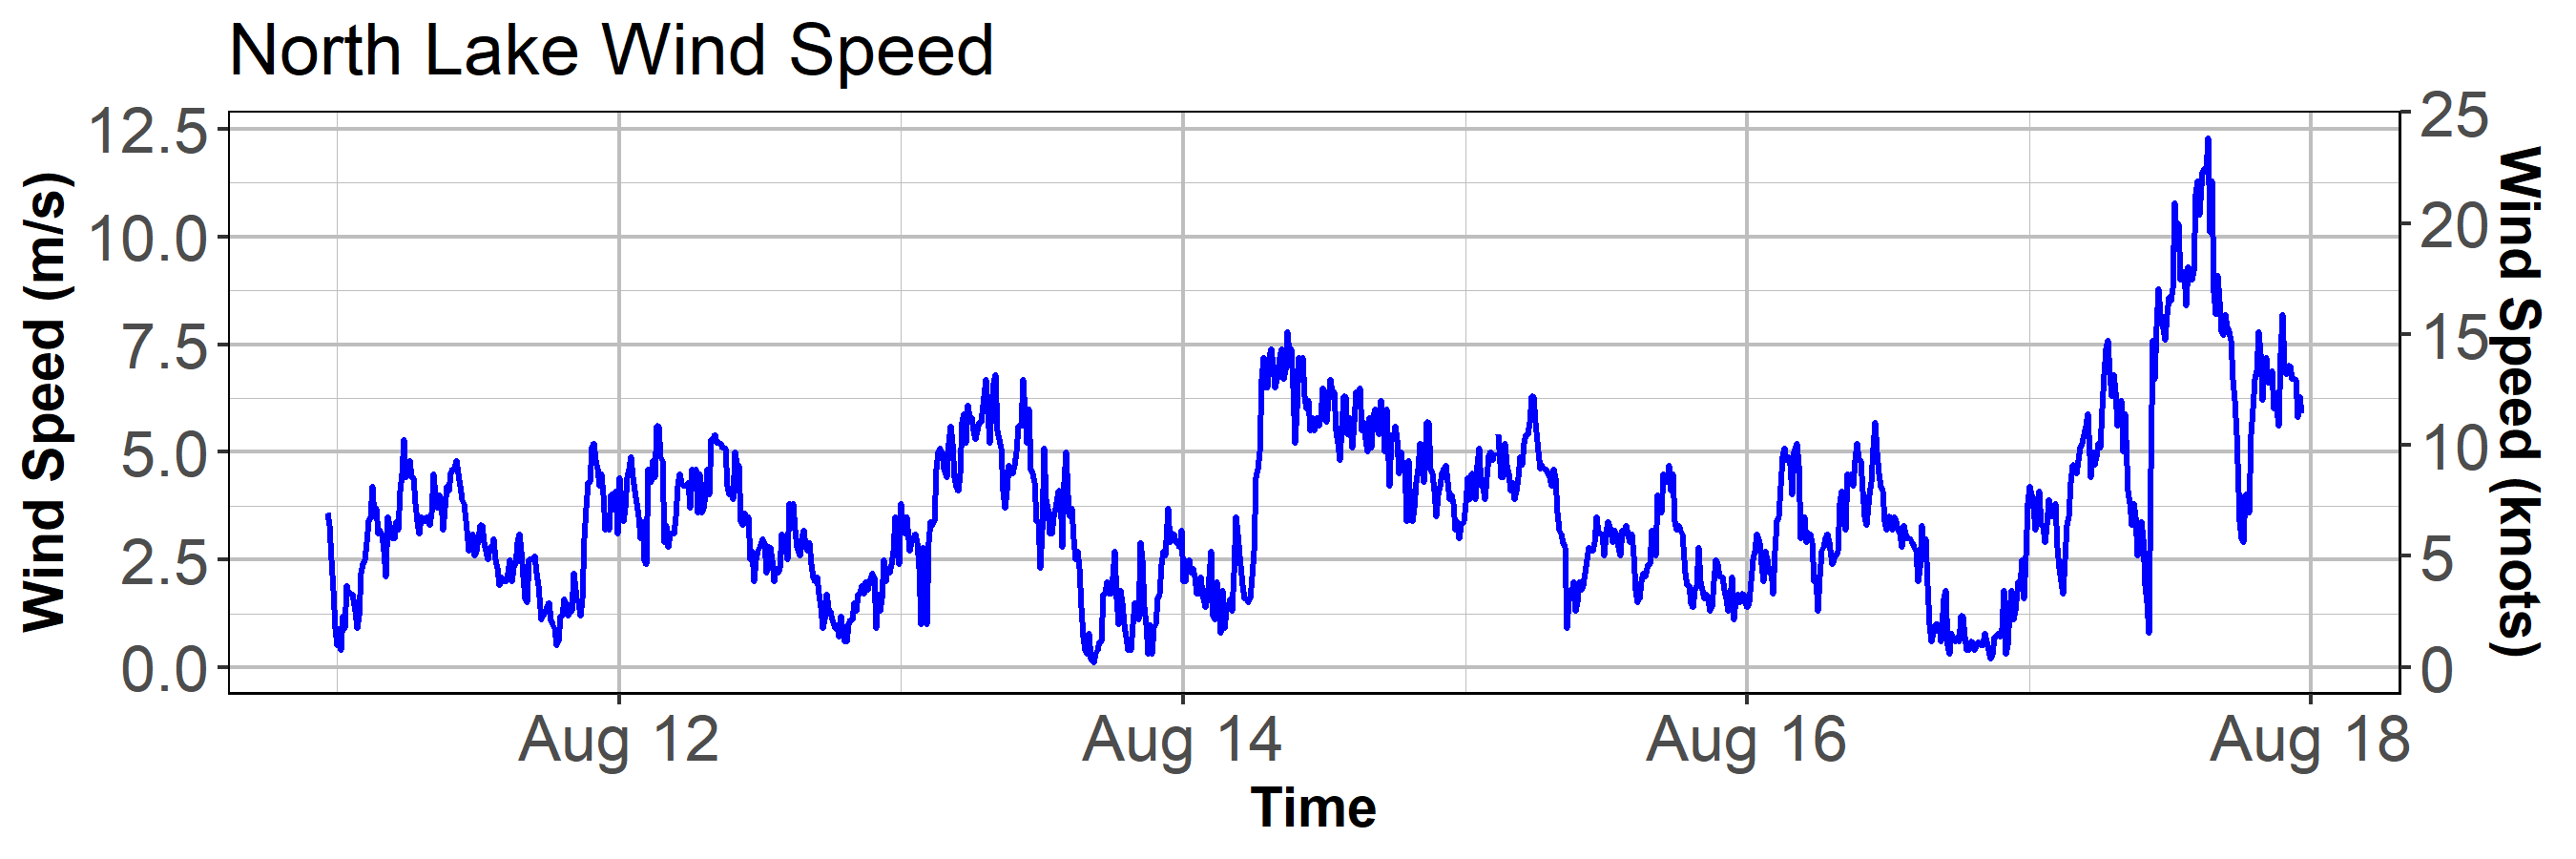 North Lake Wind Speed
Wind Speed (m/s)
12.5
10.0
7.5
5.0
2.5
0.0
25
20
15
10
5
0
Wind Speed (knots)
Aug 12
Aug 14
Aug 16
Aug 18
Time